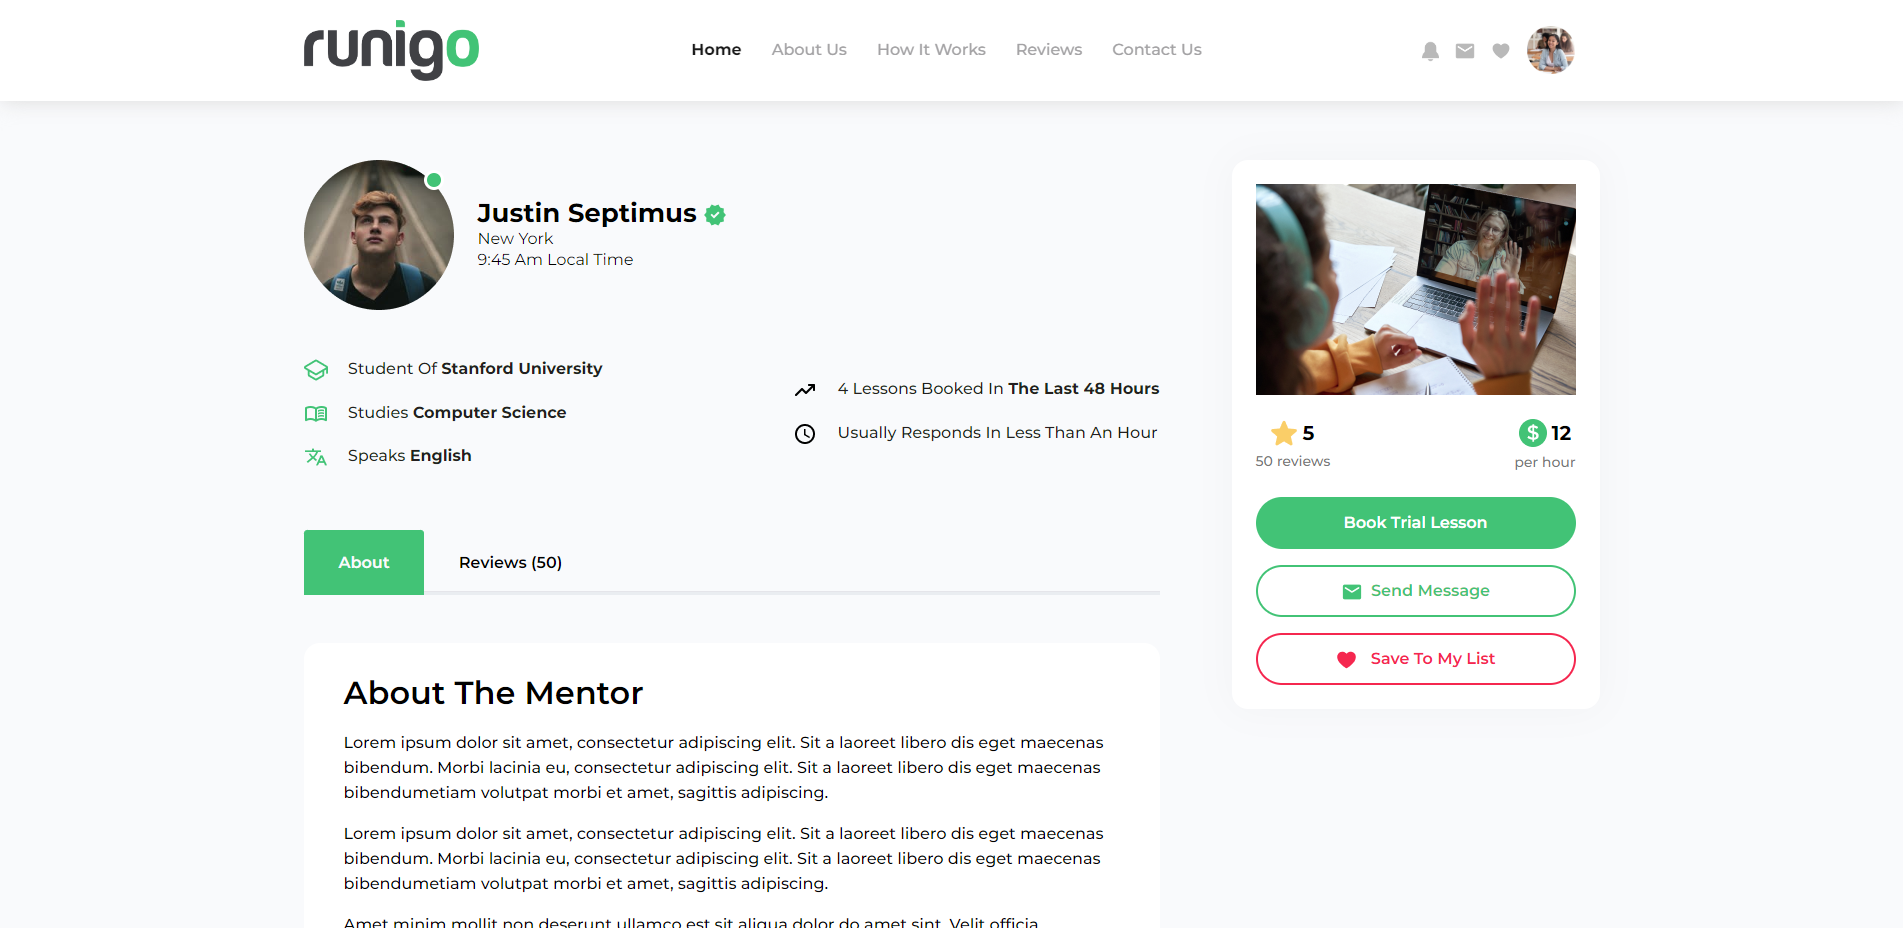 runigo
Home
About Us
How It Works
Reviews
Contact Us
Justin Septimus
New York
9:45 Am Local Time
Student Of Stanford University
Studies Computer Science
Speaks English
4 Lessons Booked In The Last 48 Hours
Usually Responds In Less Than An Hour
About
Reviews (50)
About The Mentor
Lorem ipsum dolor sit amet, consectetur adipiscing elit. Sit a laoreet libero dis eget maecenas
bibendum. Morbi lacinia eu, consectetur adipiscing elit. Sit a laoreet libero dis eget maecenas
bibendumetiam volutpat morbi et amet, sagittis adipiscing.
Lorem ipsum dolor sit amet, consectetur adipiscing elit. Sit a laoreet libero dis eget maecenas
bibendum. Morbi lacinia eu, consectetur adipiscing elit. Sit a laoreet libero dis eget maecenas
bibendumetiam volutpat morbi et amet, sagittis adipiscing.
Amet minim mollit non deserunt ullamco est sit aliqua dolor do amet sint. Velit officia
5
50 reviews
$ 12
per hour
Book Trial Lesson
Send Message
Save To My List